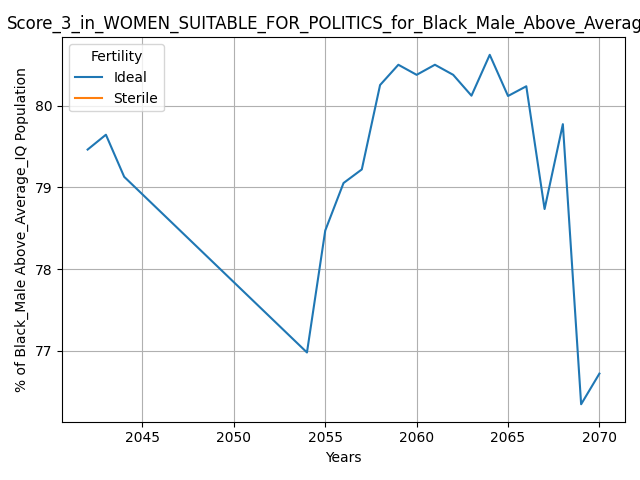 Score_3_in_WOMEN_SUITABLE_FOR_POLITICS_for_Black_Male_Above_Averag
Fertility
Ideal
Sterile
% of Black_Male Above_Average_IQ Population
80
79
78
77
2045 2050 2055 2060 2065 2070
Years